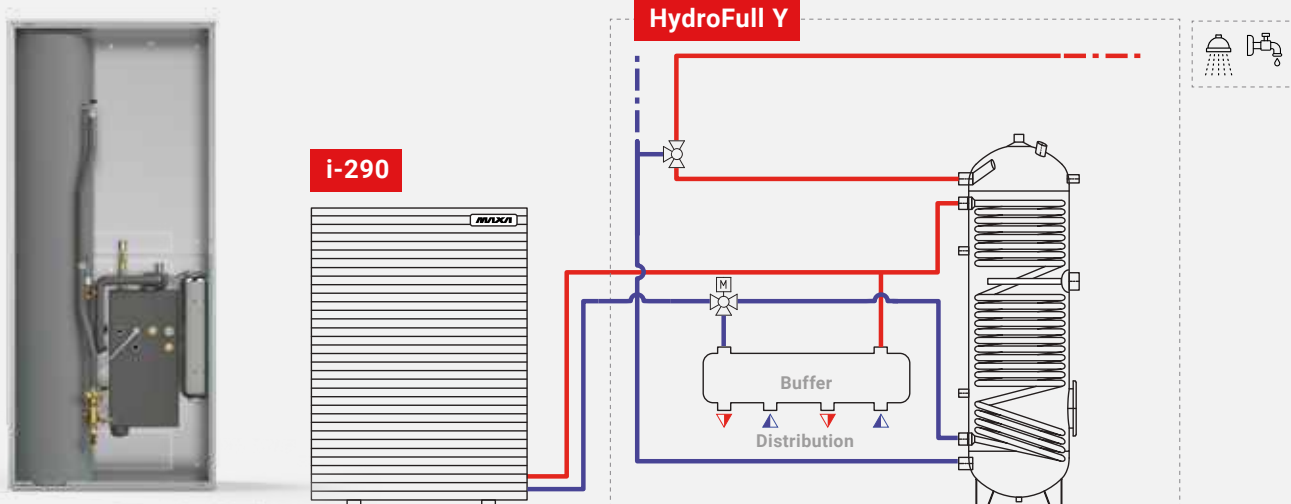 HydroFull Y
i-290
MAXA
M
Buffer
Distribution